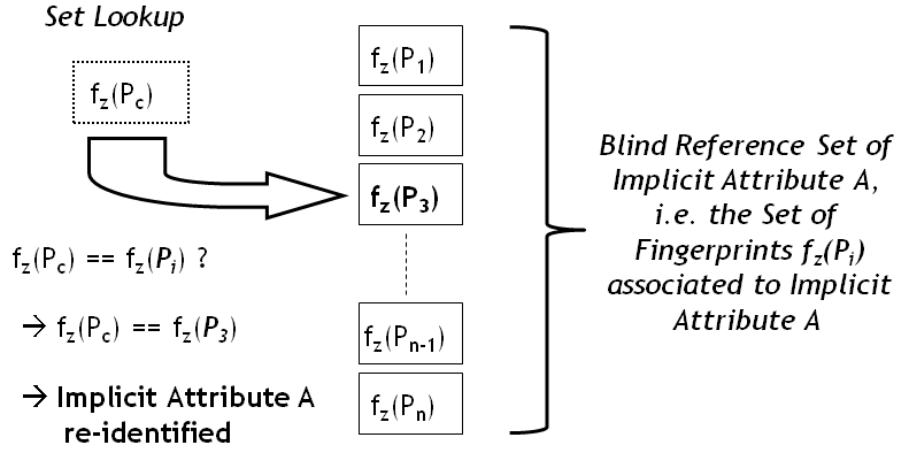 Set Lookup
f_z(P_c)
f_z(P_c) == f_z(P_i) ?
→ f_z(P_c) == f_z(P_3)
→ Implicit Attribute A
re-identified
f_z(P_1)
f_z(P_2)
f_z(P_3)
f_z(P_n-1)
f_z(P_n)
Blind Reference Set of
Implicit Attribute A,
i.e. the Set of
Fingerprints f_z(P_i)
associated to Implicit
Attribute A